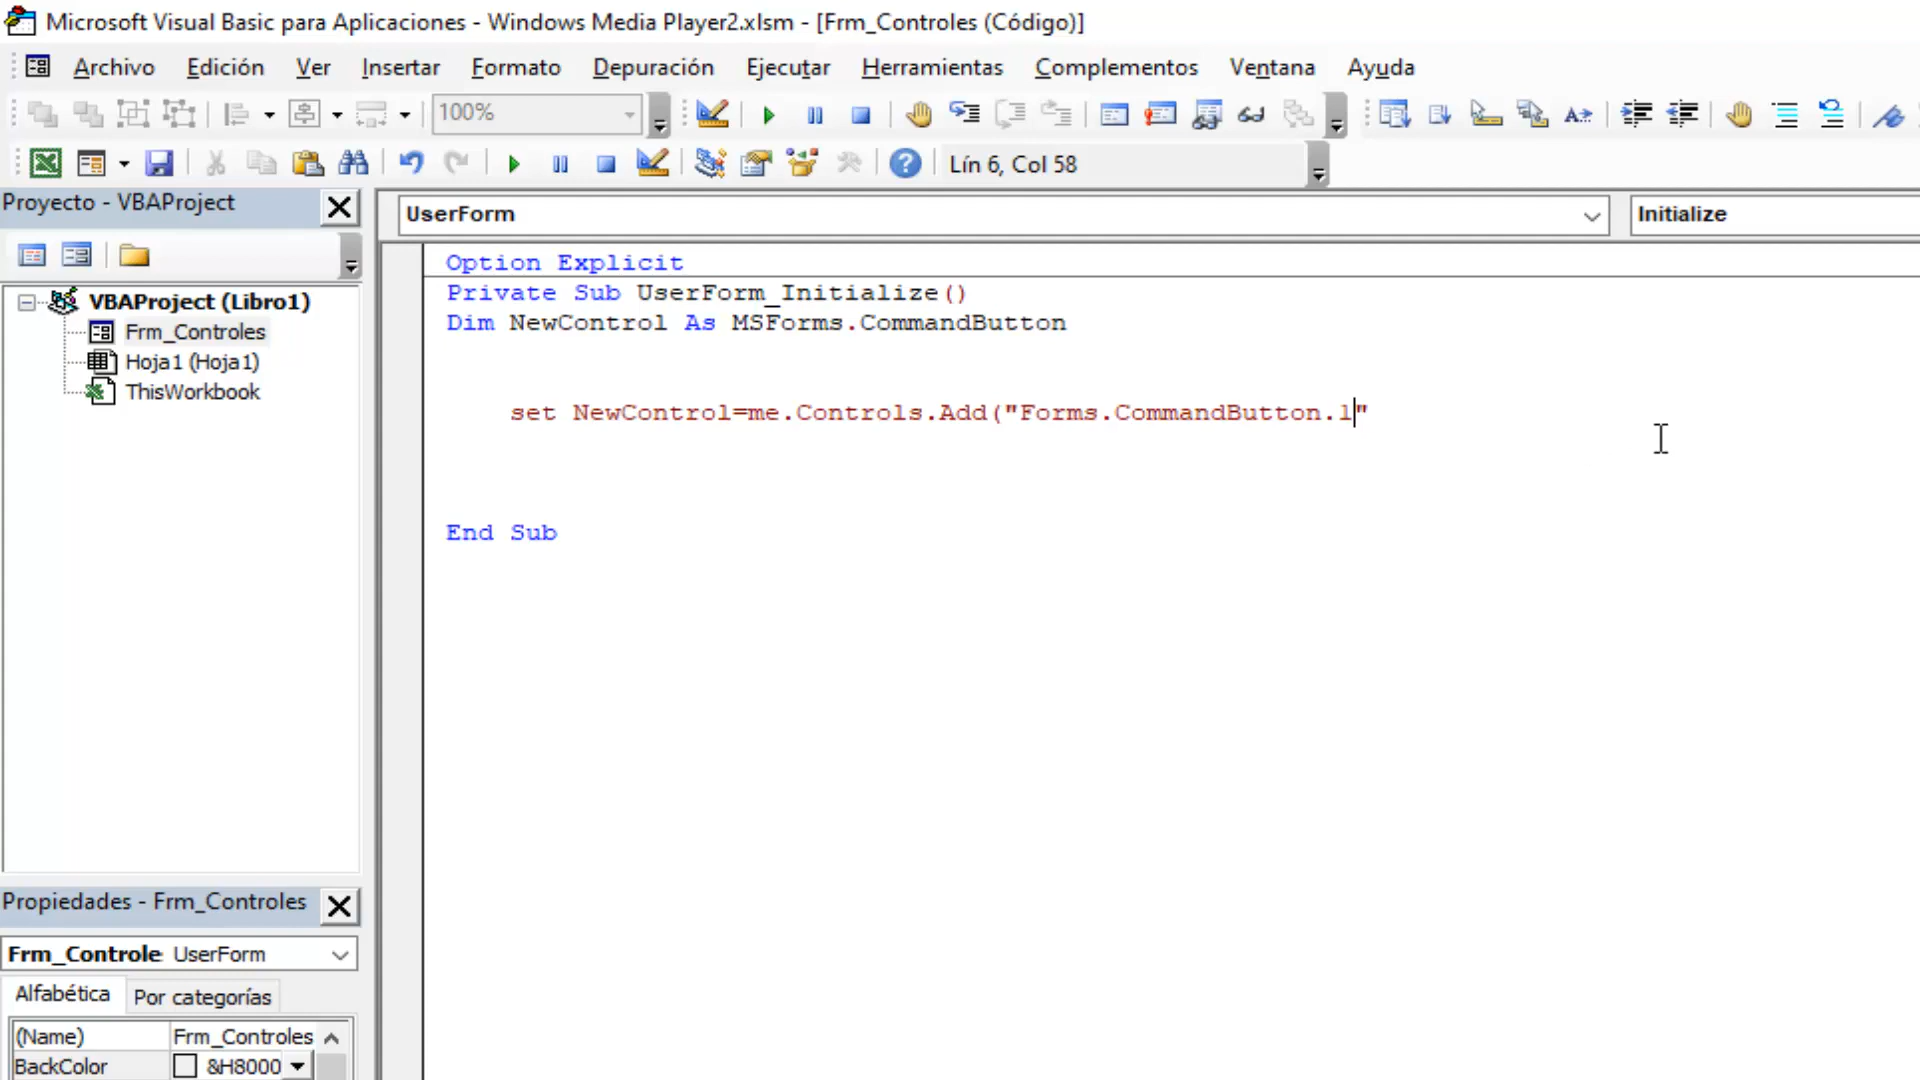 Microsoft Visual Basic para Aplicaciones - Windows Media Player2.xlsm - [Frm_Controles (Código)]
Archivo Edición Ver Insertar Formato Depuración Ejecutar Herramientas Complementos Ventana Ayuda
100%
Lín 6, Col 58
Proyecto - VBAProject
UserForm
Initialize
VBAProject (Libro1)
Frm_Controles
Hoja1 (Hoja1)
ThisWorkbook
Option Explicit
Private Sub UserForm_Initialize()
Dim NewControl As MSForms.CommandButton
set NewControl=me.Controls.Add("Forms.CommandButton.1"
End Sub
Propiedades - Frm_Controles
Frm_Controle UserForm
Alfabética Por categorías
(Name) Frm_Controles
BackColor &H8000